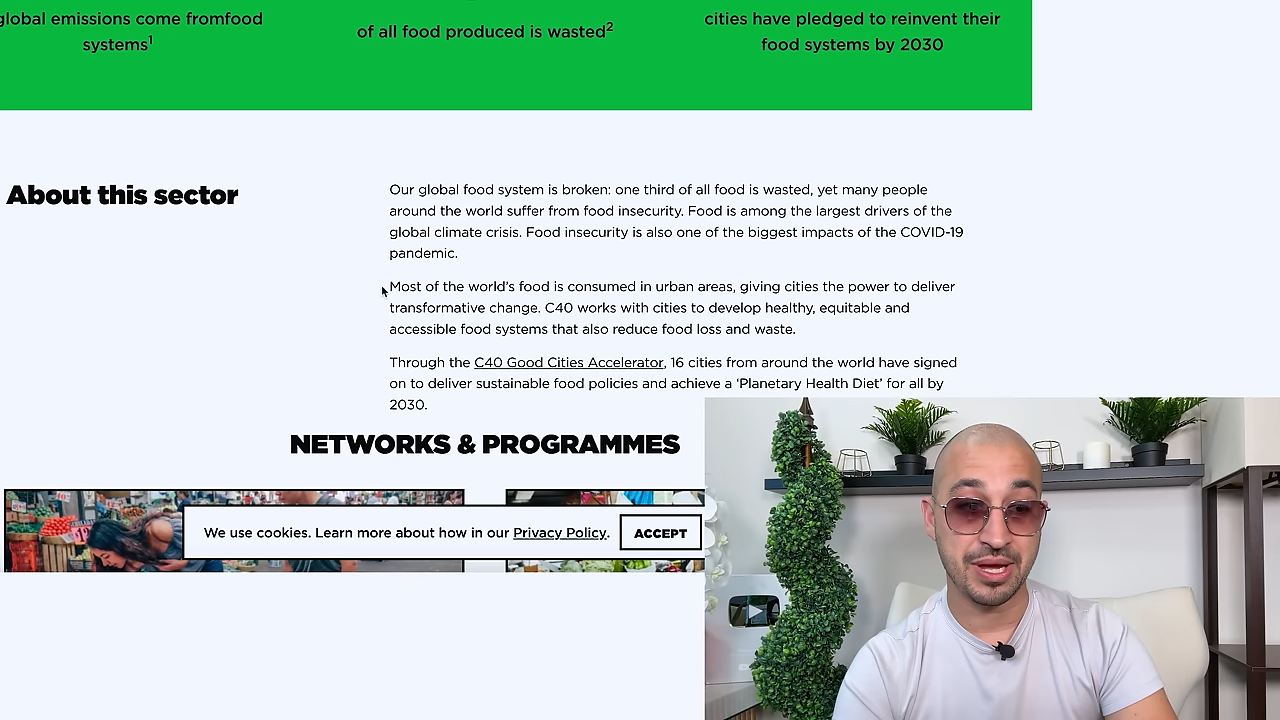 global emissions come fromfood
systems1
of all food produced is wasted2
cities have pledged to reinvent their
food systems by 2030
About this sector
Our global food system is broken: one third of all food is wasted, yet many people
around the world suffer from food insecurity. Food is among the largest drivers of the
global climate crisis. Food insecurity is also one of the biggest impacts of the COVID-19
pandemic.
Most of the world's food is consumed in urban areas, giving cities the power to deliver
transformative change. C40 works with cities to develop healthy, equitable and
accessible food systems that also reduce food loss and waste.
Through the C40 Good Cities Accelerator, 16 cities from around the world have signed
on to deliver sustainable food policies and achieve a ‘Planetary Health Diet’ for all by
2030.
NETWORKS & PROGRAMMES
We use cookies. Learn more about how in our Privacy Policy.
ACCEPT